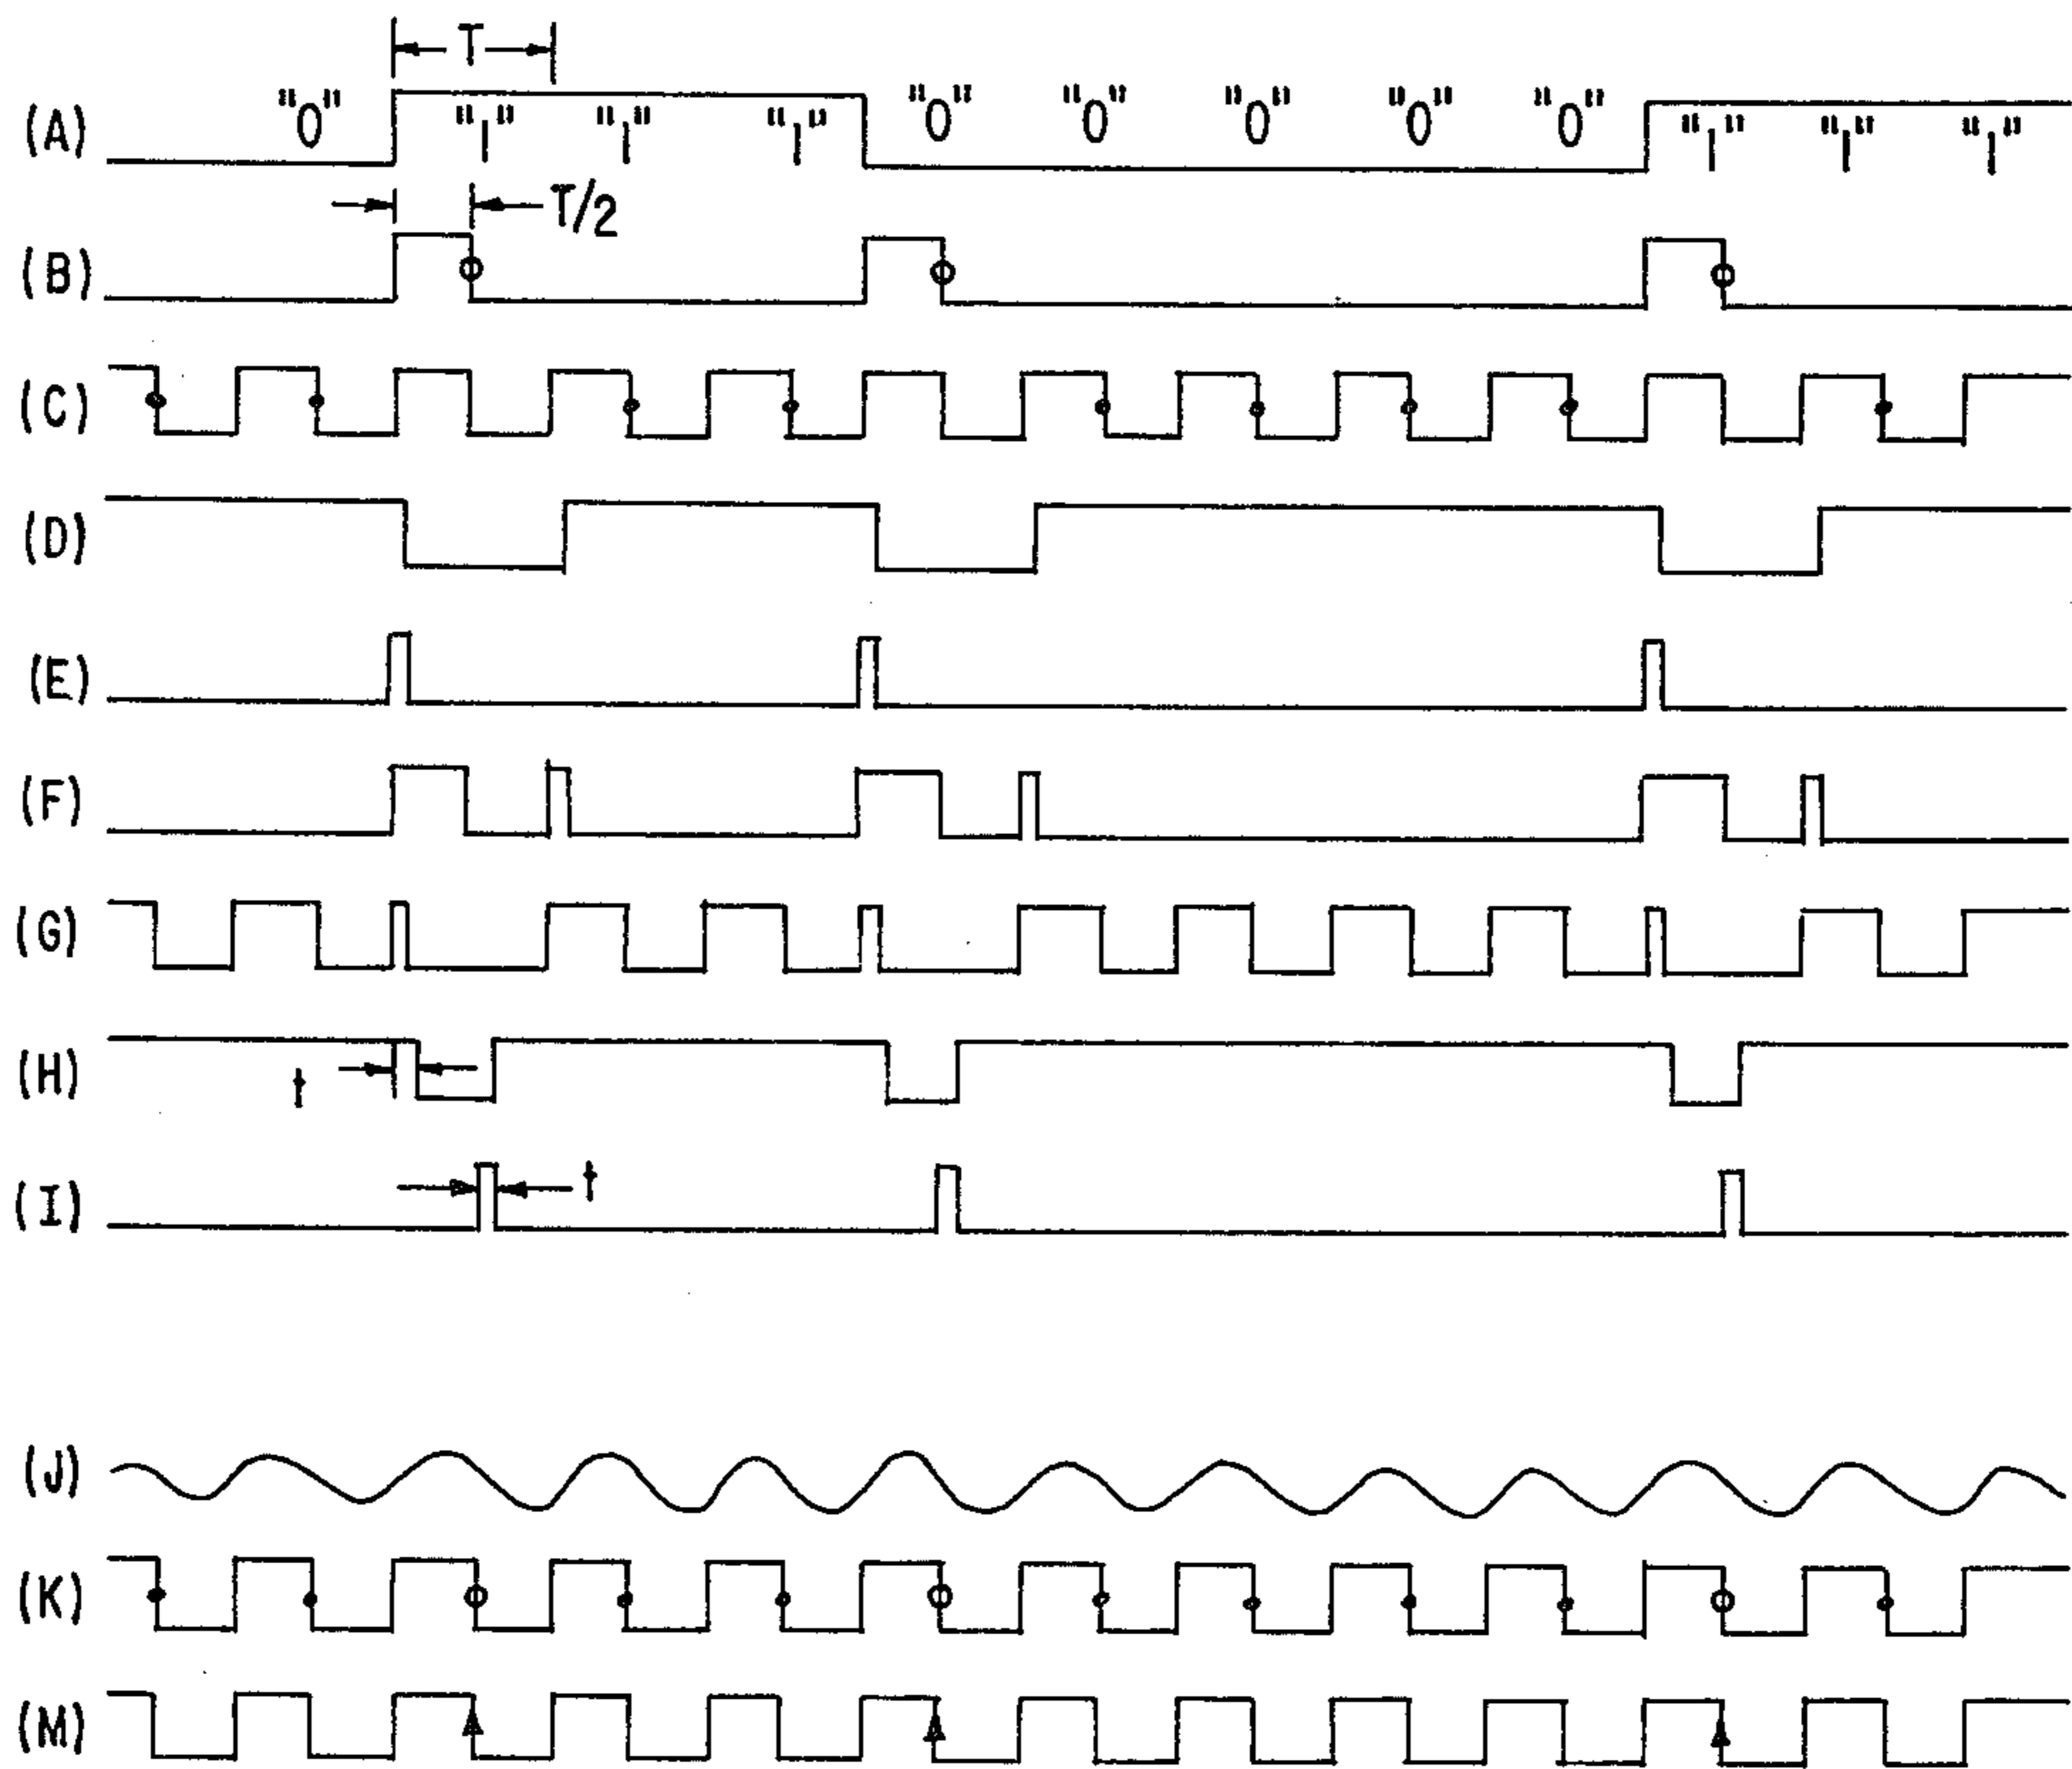 T
(A) "0" "1" "1" "1" "0" "0" "0" "0" "0" "1" "1" "1"
T/2
(B)
(C)
(D)
(E)
(F)
(G)
(H)
t
(I) t
(J)
(K)
(M)